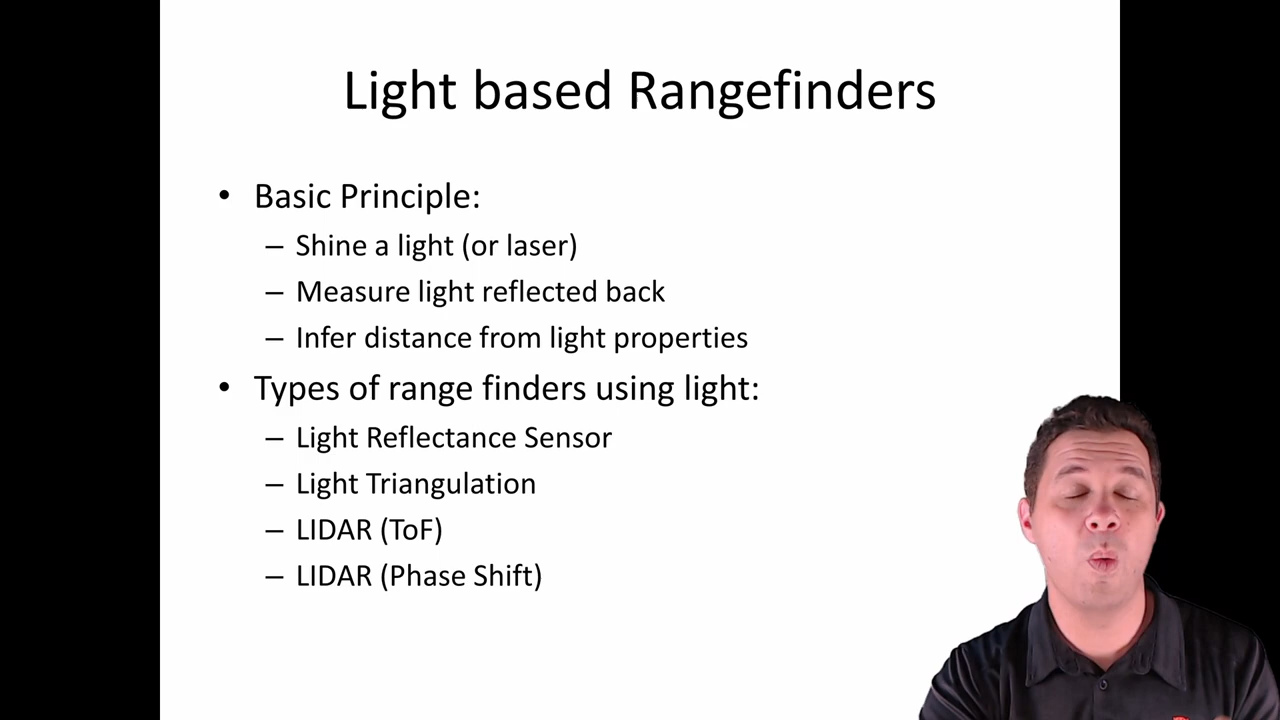 Light based Rangefinders
• Basic Principle:
– Shine a light (or laser)
– Measure light reflected back
– Infer distance from light properties
• Types of range finders using light:
– Light Reflectance Sensor
– Light Triangulation
– LIDAR (ToF)
– LIDAR (Phase Shift)